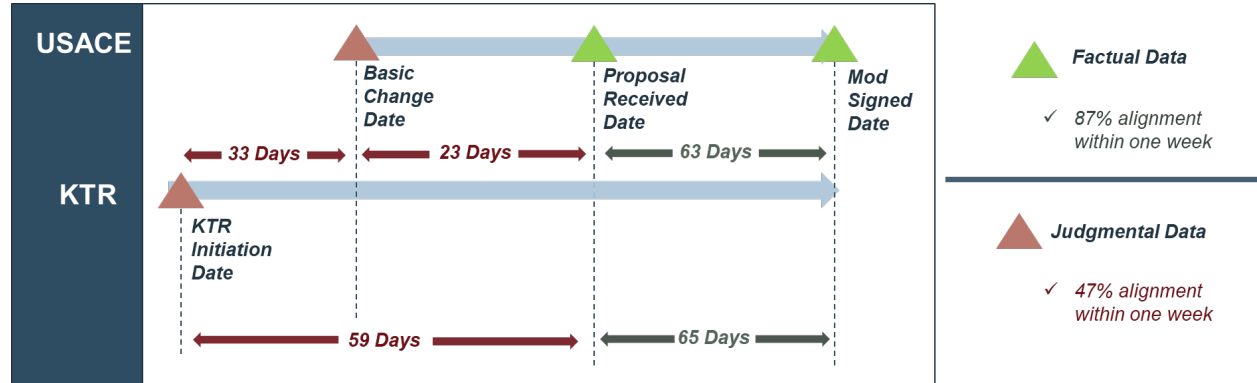 USACE
Basic
Change
Date
Proposal
Received
Date
Mod
Signed
Date
33 Days
23 Days
63 Days
KTR
KTR
Initiation
Date
59 Days
65 Days
Factual Data
✓ 87% alignment
within one week
Judgmental Data
✓ 47% alignment
within one week